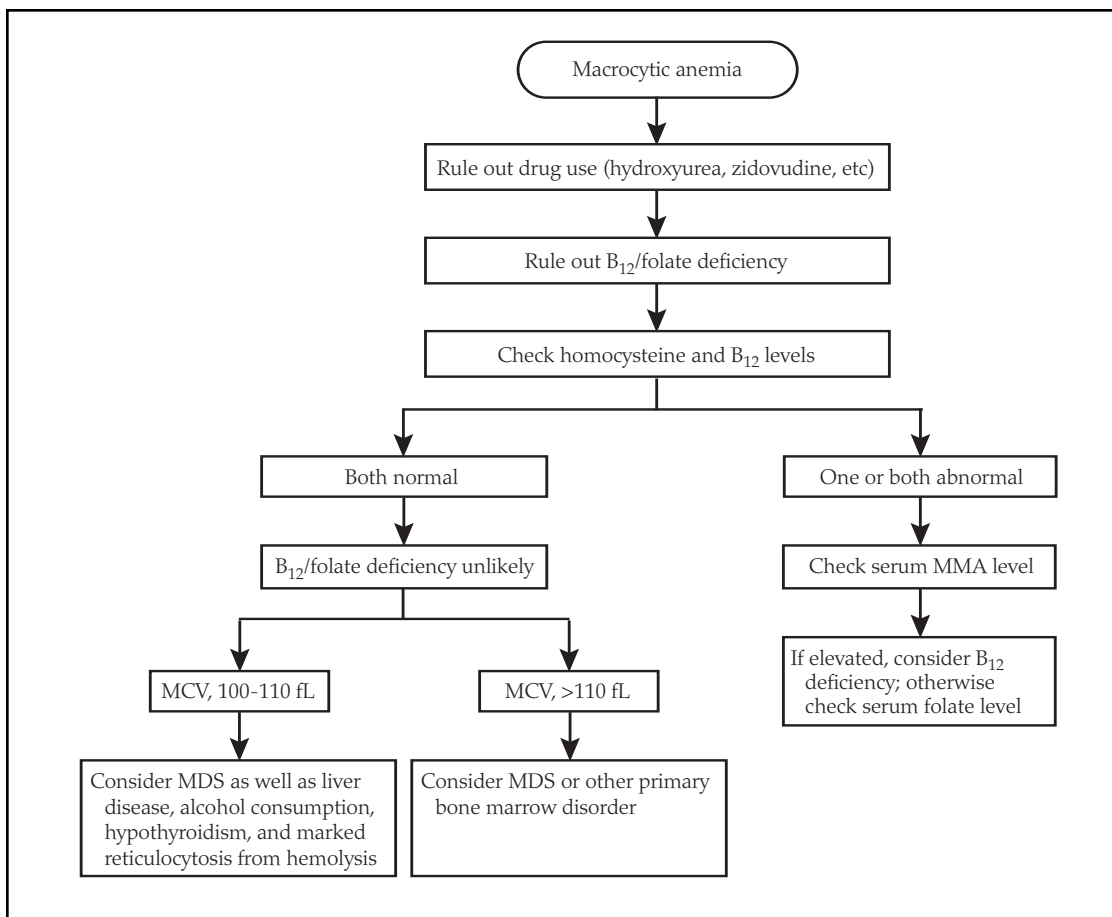 Macrocytic anemia
Rule out drug use (hydroxyurea, zidovudine, etc)
Rule out B₁₂/folate deficiency
Check homocysteine and B₁₂ levels
Both normal
One or both abnormal
B₁₂/folate deficiency unlikely
Check serum MMA level
MCV, 100-110 fL
MCV, >110 fL
If elevated, consider B₁₂
deficiency; otherwise
check serum folate level
Consider MDS as well as liver
disease, alcohol consumption,
hypothyroidism, and marked
reticulocytosis from hemolysis
Consider MDS or other primary
bone marrow disorder